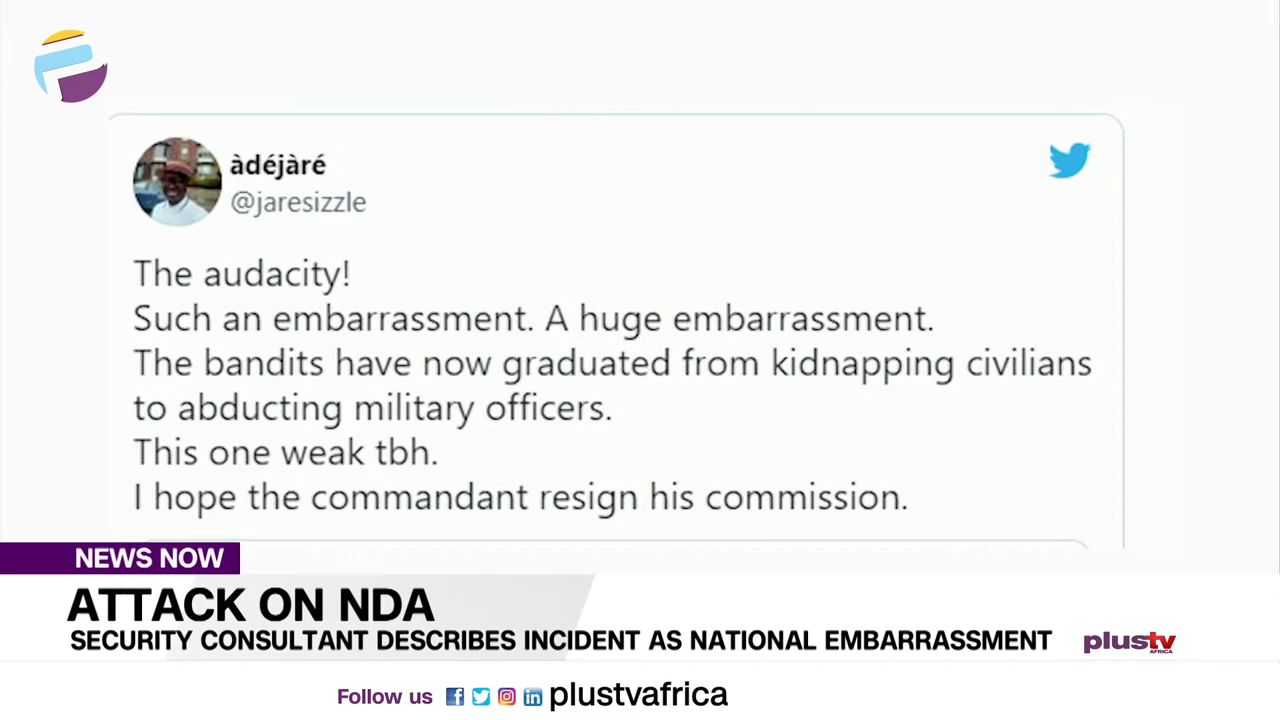 àdéjàré
@jaresizzle
The audacity!
Such an embarrassment. A huge embarrassment.
The bandits have now graduated from kidnapping civilians
to abducting military officers.
This one weak tbh.
I hope the commandant resign his commission.
NEWS NOW
ATTACK ON NDA
SECURITY CONSULTANT DESCRIBES INCIDENT AS NATIONAL EMBARRASSMENT
plustv
AFRICA
Follow us plustvafrica